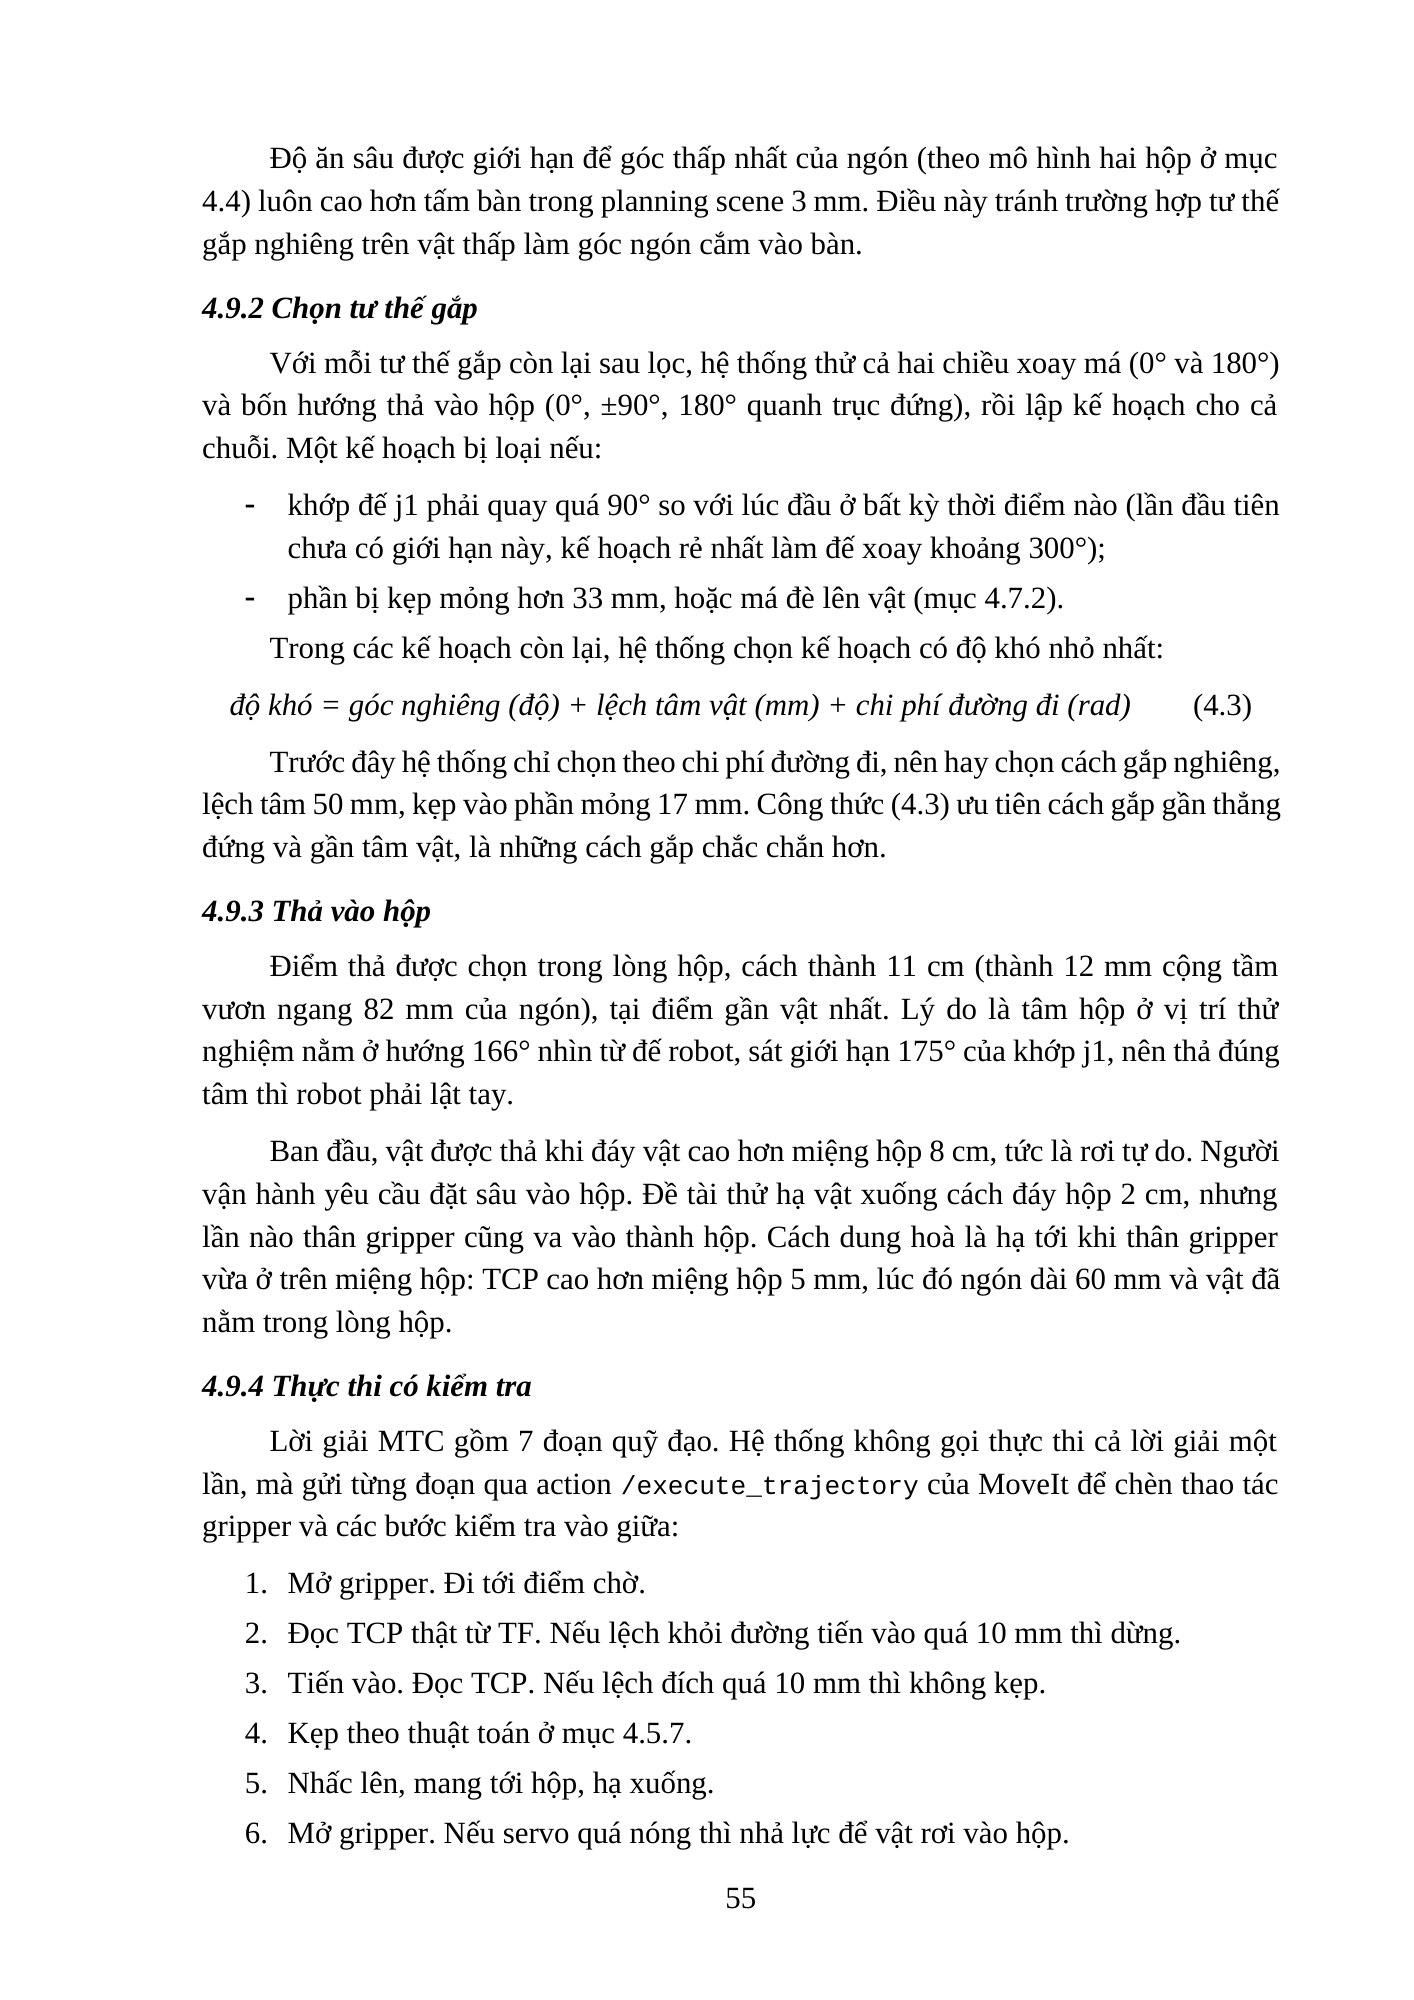 Độ ăn sâu được giới hạn để góc thấp nhất của ngón (theo mô hình hai hộp ở mục
4.4) luôn cao hơn tấm bàn trong planning scene 3 mm. Điều này tránh trường hợp tư thế
gắp nghiêng trên vật thấp làm góc ngón cắm vào bàn.
4.9.2 Chọn tư thế gắp
Với mỗi tư thế gắp còn lại sau lọc, hệ thống thử cả hai chiều xoay má (0° và 180°)
và bốn hướng thả vào hộp (0°, ±90°, 180° quanh trục đứng), rồi lập kế hoạch cho cả
chuỗi. Một kế hoạch bị loại nếu:
- khớp đế j1 phải quay quá 90° so với lúc đầu ở bất kỳ thời điểm nào (lần đầu tiên
chưa có giới hạn này, kế hoạch rẻ nhất làm đế xoay khoảng 300°);
- phần bị kẹp mỏng hơn 33 mm, hoặc má đè lên vật (mục 4.7.2).
Trong các kế hoạch còn lại, hệ thống chọn kế hoạch có độ khó nhỏ nhất:
độ khó = góc nghiêng (độ) + lệch tâm vật (mm) + chi phí đường đi (rad) (4.3)
Trước đây hệ thống chỉ chọn theo chi phí đường đi, nên hay chọn cách gắp nghiêng,
lệch tâm 50 mm, kẹp vào phần mỏng 17 mm. Công thức (4.3) ưu tiên cách gắp gần thẳng
đứng và gần tâm vật, là những cách gắp chắc chắn hơn.
4.9.3 Thả vào hộp
Điểm thả được chọn trong lòng hộp, cách thành 11 cm (thành 12 mm cộng tầm
vươn ngang 82 mm của ngón), tại điểm gần vật nhất. Lý do là tâm hộp ở vị trí thử
nghiệm nằm ở hướng 166° nhìn từ đế robot, sát giới hạn 175° của khớp j1, nên thả đúng
tâm thì robot phải lật tay.
Ban đầu, vật được thả khi đáy vật cao hơn miệng hộp 8 cm, tức là rơi tự do. Người
vận hành yêu cầu đặt sâu vào hộp. Đề tài thử hạ vật xuống cách đáy hộp 2 cm, nhưng
lần nào thân gripper cũng va vào thành hộp. Cách dung hoà là hạ tới khi thân gripper
vừa ở trên miệng hộp: TCP cao hơn miệng hộp 5 mm, lúc đó ngón dài 60 mm và vật đã
nằm trong lòng hộp.
4.9.4 Thực thi có kiểm tra
Lời giải MTC gồm 7 đoạn quỹ đạo. Hệ thống không gọi thực thi cả lời giải một
lần, mà gửi từng đoạn qua action /execute_trajectory của MoveIt để chèn thao tác
gripper và các bước kiểm tra vào giữa:
1. Mở gripper. Đi tới điểm chờ.
2. Đọc TCP thật từ TF. Nếu lệch khỏi đường tiến vào quá 10 mm thì dừng.
3. Tiến vào. Đọc TCP. Nếu lệch đích quá 10 mm thì không kẹp.
4. Kẹp theo thuật toán ở mục 4.5.7.
5. Nhấc lên, mang tới hộp, hạ xuống.
6. Mở gripper. Nếu servo quá nóng thì nhả lực để vật rơi vào hộp.
55